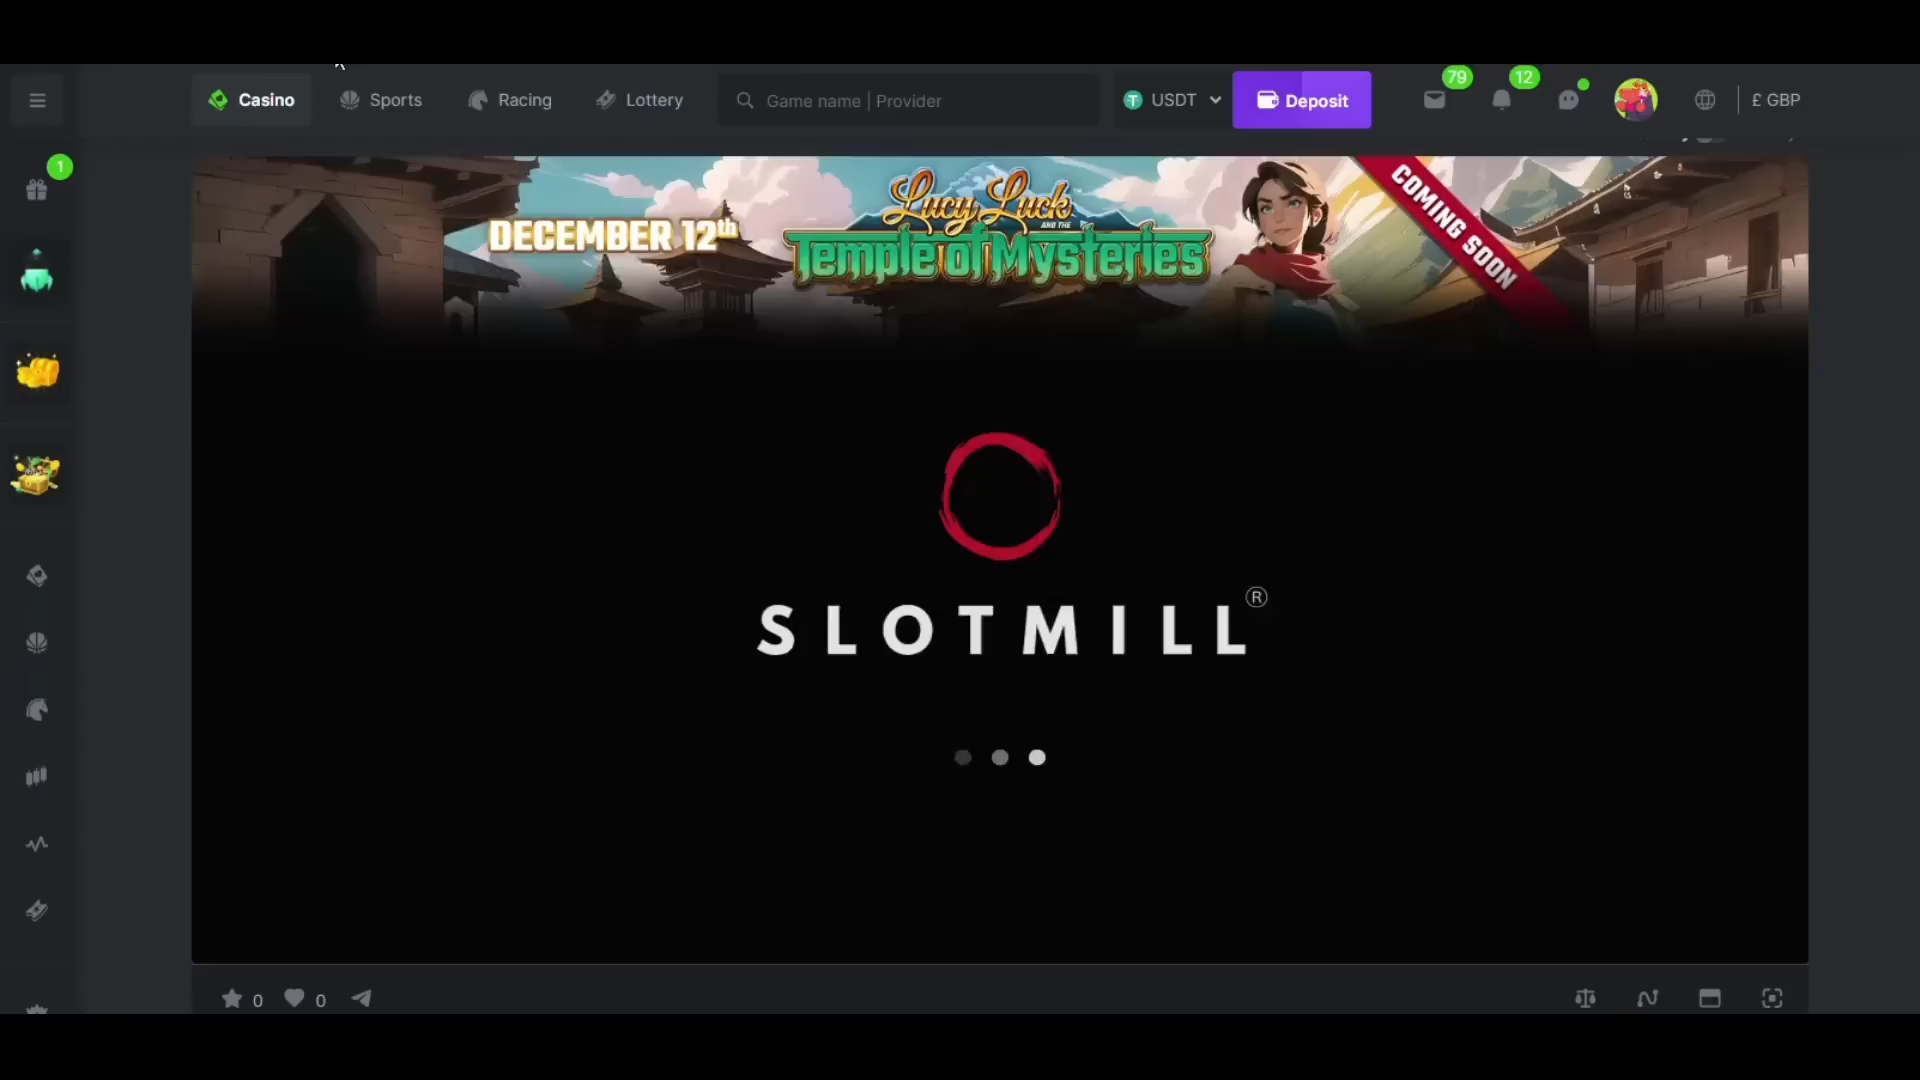 Casino
Sports
Racing
Lottery
Game name | Provider
T USDT
Deposit
79
12
£ GBP
1
DECEMBER 12th
Lucy Luck
AND THE
Temple of Mysteries
COMING SOON
SLOTMILL®
0
0